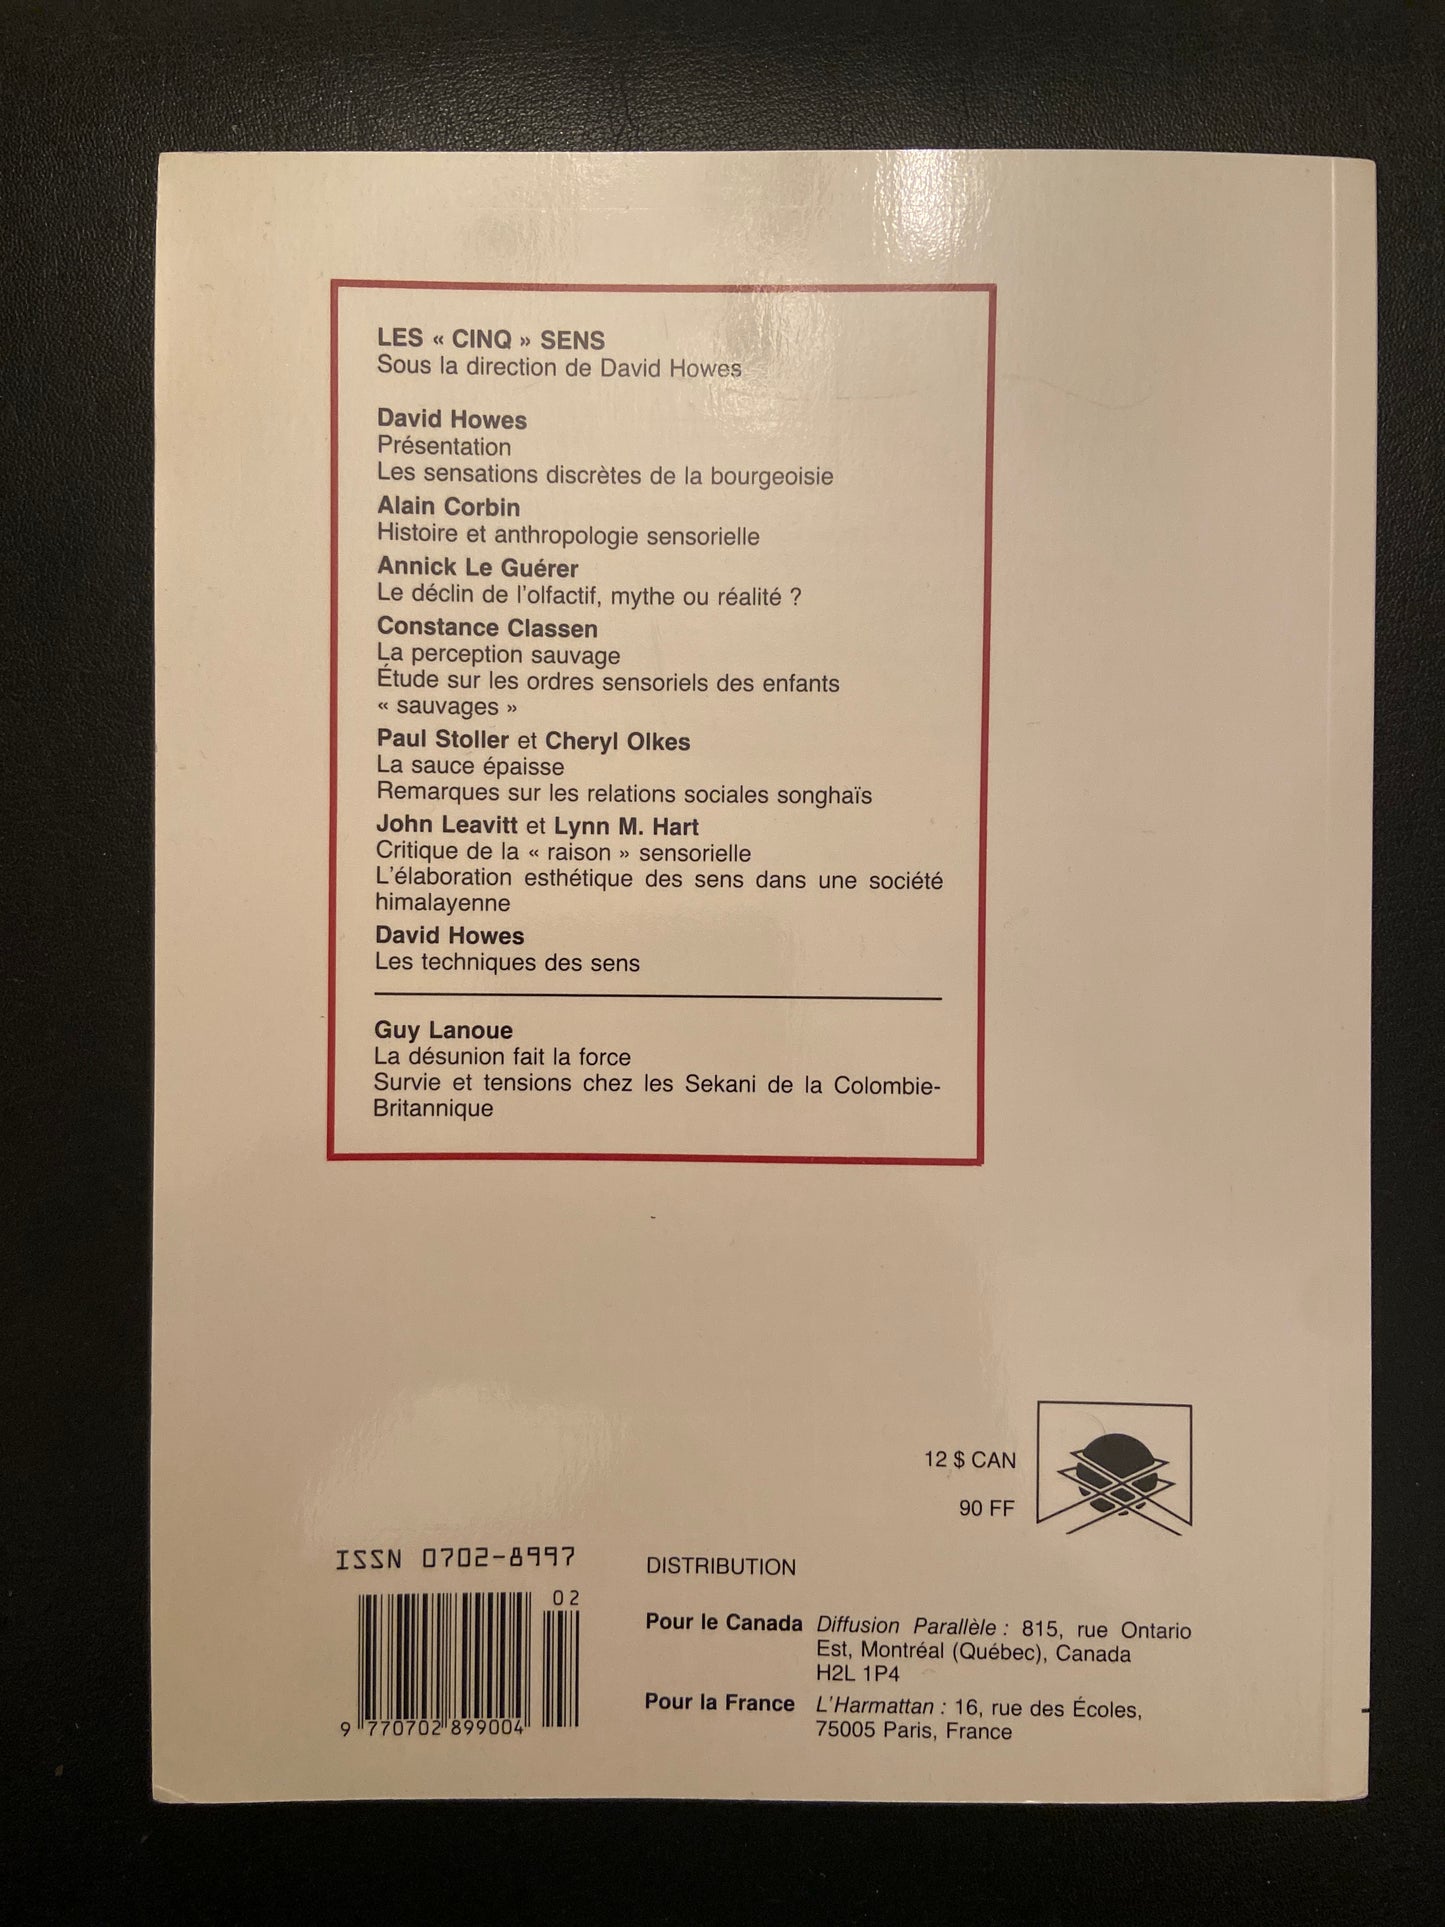 LES « CINQ » SENS
Sous la direction de David Howes
David Howes
Présentation
Les sensations discrètes de la bourgeoisie
Alain Corbin
Histoire et anthropologie sensorielle
Annick Le Guérer
Le déclin de l'olfactif, mythe ou réalité ?
Constance Classen
La perception sauvage
Étude sur les ordres sensoriels des enfants
« sauvages »
Paul Stoller et Cheryl Olkes
La sauce épaisse
Remarques sur les relations sociales songhaïs
John Leavitt et Lynn M. Hart
Critique de la « raison » sensorielle
L'élaboration esthétique des sens dans une société
himalayenne
David Howes
Les techniques des sens
Guy Lanoue
La désunion fait la force
Survie et tensions chez les Sekani de la Colombie-
Britannique
12 $ CAN
90 FF
ISSN 0702-8997
02
9 770702 899004
DISTRIBUTION
Pour le Canada Diffusion Parallèle : 815, rue Ontario
Est, Montréal (Québec), Canada
H2L 1P4
Pour la France L'Harmattan : 16, rue des Écoles,
75005 Paris, France